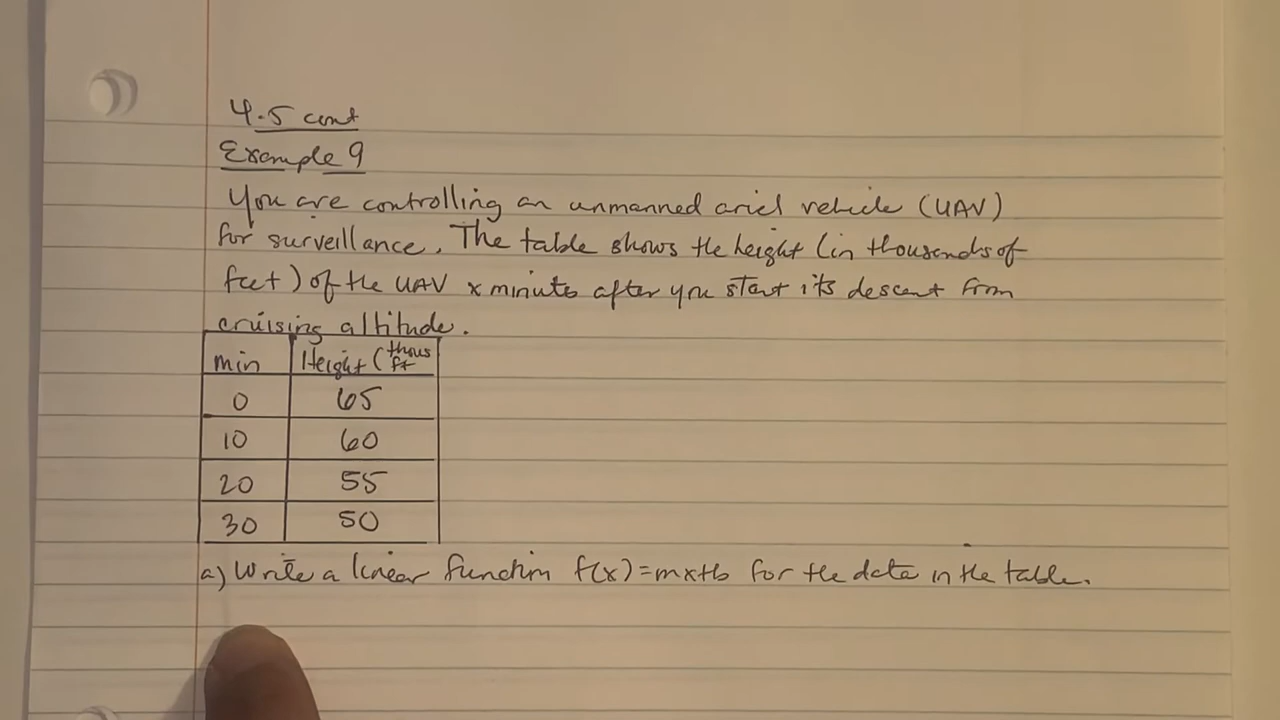 4.5 cont
Example 9
You are controlling an unmanned ariel vehicle (UAV)
for surveillance. The table shows the height (in thousands of
feet) of the UAV x minutes after you start its descent from
cruising altitude.
min Height (thous ft
0 65
10 60
20 55
30 50
a) Write a linear function f(x)=mx+b for the data in the table.